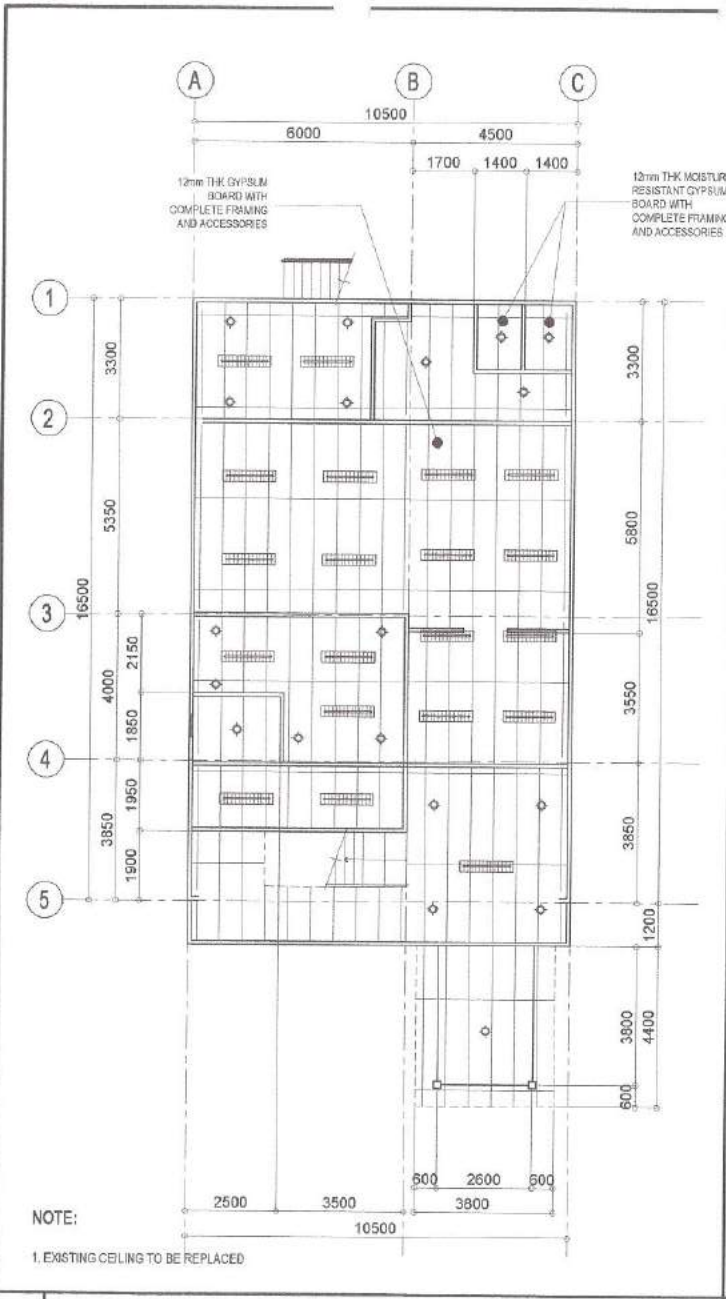 A B C
10500
6000 4500
1700 1400 1400
12mm THK GYPSUM
BOARD WITH
COMPLETE FRAMING
AND ACCESSORIES
12mm THK MOISTURE
RESISTANT GYPSUM
BOARD WITH
COMPLETE FRAMING
AND ACCESSORIES
1
3300
3300
2
5350
5800
16500
16500
3
2150
4000
1850
3550
4
1950
3850
1900
3850
5
1200
3800
4400
600
600 2600 600
2500 3500 3800
10500
NOTE:
1. EXISTING CEILING TO BE REPLACED